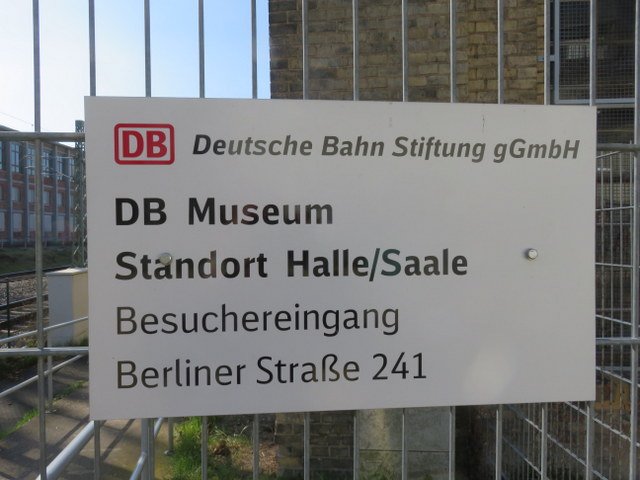 DB Deutsche Bahn Stiftung gGmbH
DB Museum
Standort Halle/Saale
Besuchereingang
Berliner Straße 241